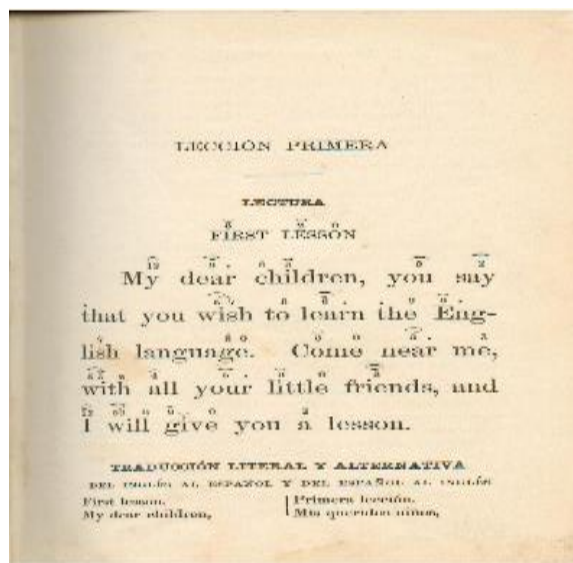 LECCIÓN PRIMERA
LECTURA
FIRST LESSON
My dear children, you say
that you wish to learn the Eng-
lish language. Come near me,
with all your little friends, and
I will give you a lesson.
TRADUCCIÓN LITERAL Y ALTERNATIVA
DEL INGLÉS AL ESPAÑOL Y DEL ESPAÑOL AL INGLÉS
First lesson. | Primera lección.
My dear children, | Mis queridos niños,